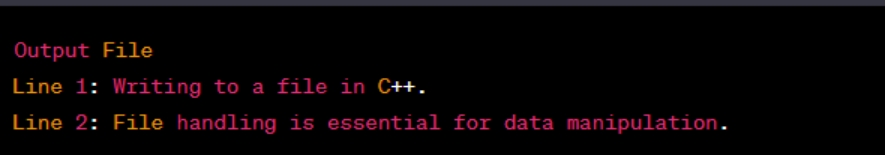 Output File
Line 1: Writing to a file in C++.
Line 2: File handling is essential for data manipulation.